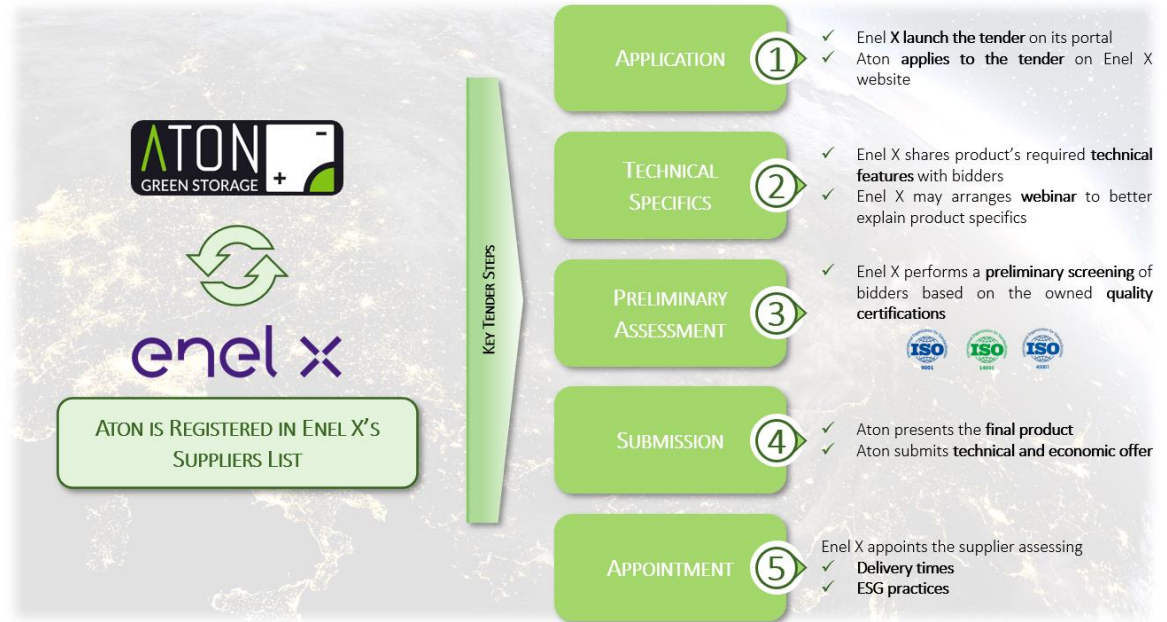 ATON
GREEN STORAGE
enel x
ATON IS REGISTERED IN ENEL X'S
SUPPLIERS LIST
KEY TENDER STEPS
APPLICATION
1
✓ Enel X launch the tender on its portal
✓ Aton applies to the tender on Enel X
website
TECHNICAL
SPECIFICS
2
✓ Enel X shares product's required technical
features with bidders
✓ Enel X may arranges webinar to better
explain product specifics
PRELIMINARY
ASSESSMENT
3
✓ Enel X performs a preliminary screening of
bidders based on the owned quality
certifications
ISO
9001
ISO
14001
ISO
45001
SUBMISSION
4
✓ Aton presents the final product
✓ Aton submits technical and economic offer
APPOINTMENT
5
Enel X appoints the supplier assessing
✓ Delivery times
✓ ESG practices